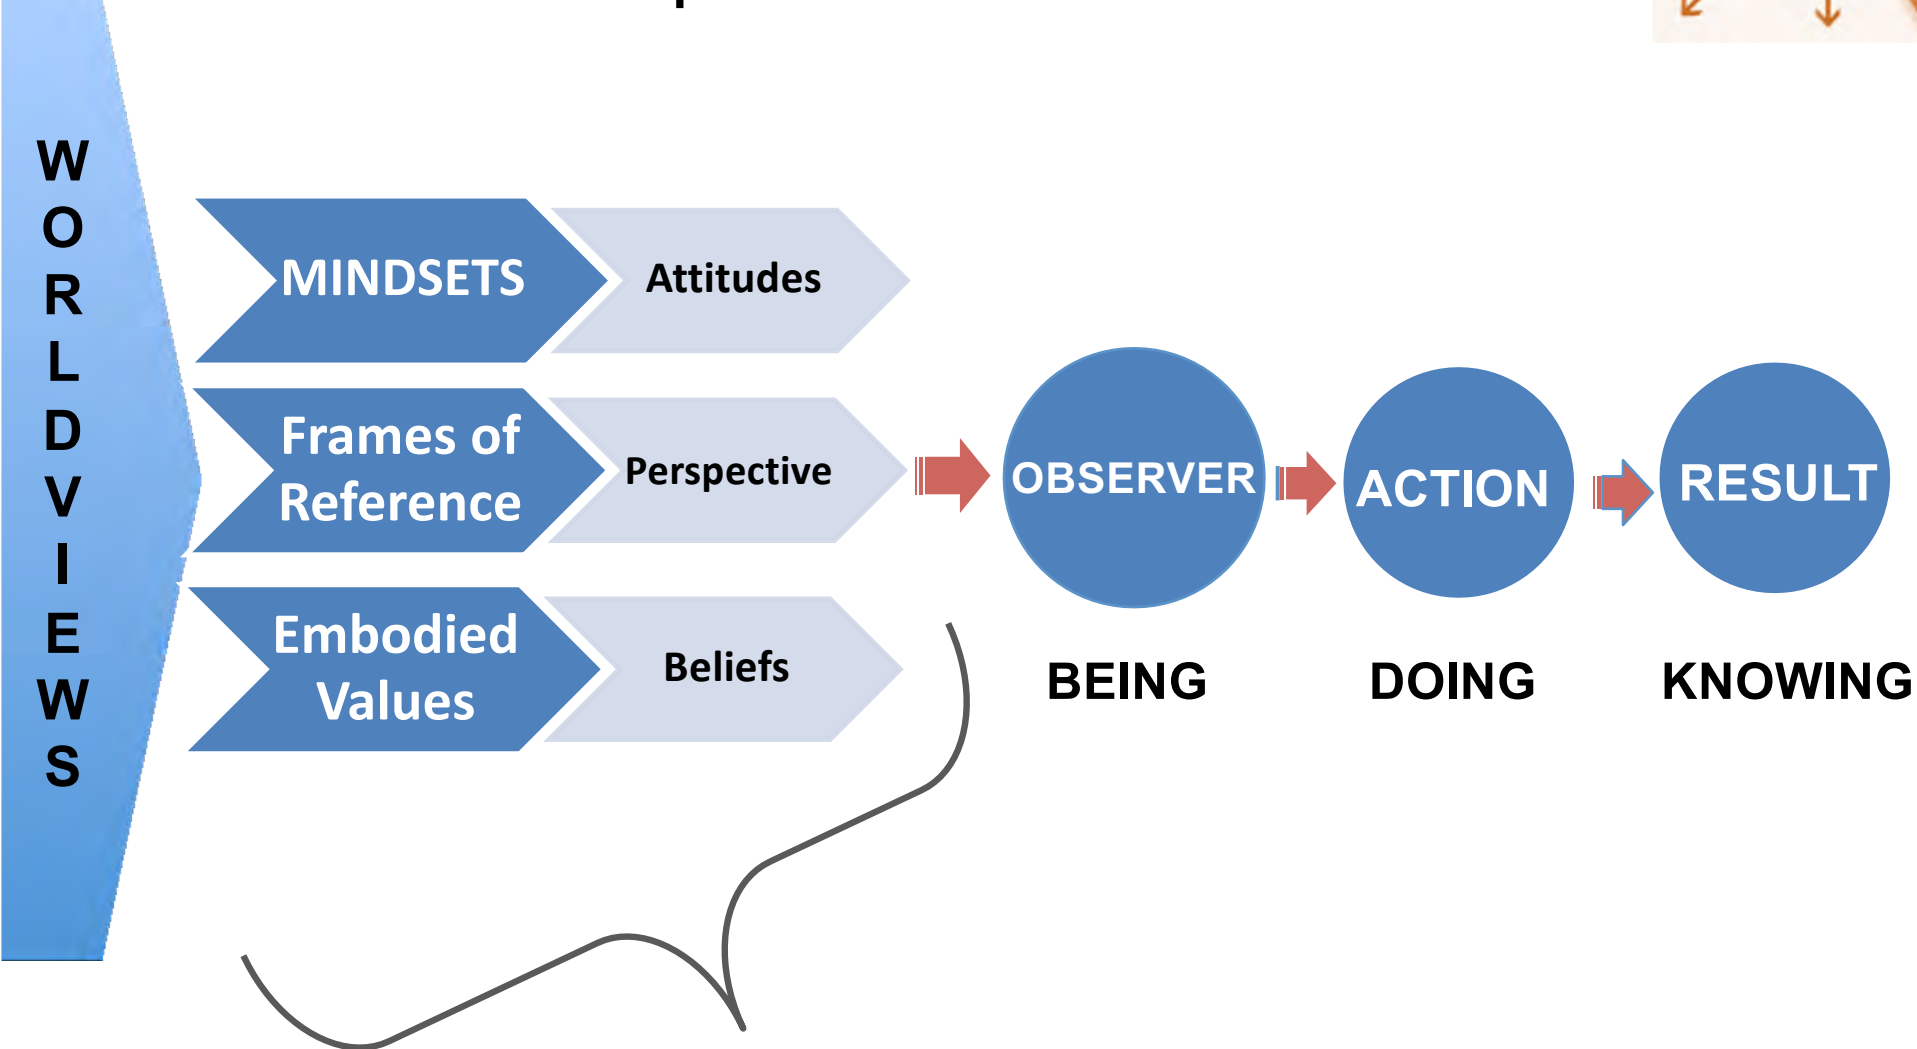 WORLDVIEWS
MINDSETS
Attitudes
Frames of
Reference
Perspective
Embodied
Values
Beliefs
OBSERVER
ACTION
RESULT
BEING
DOING
KNOWING